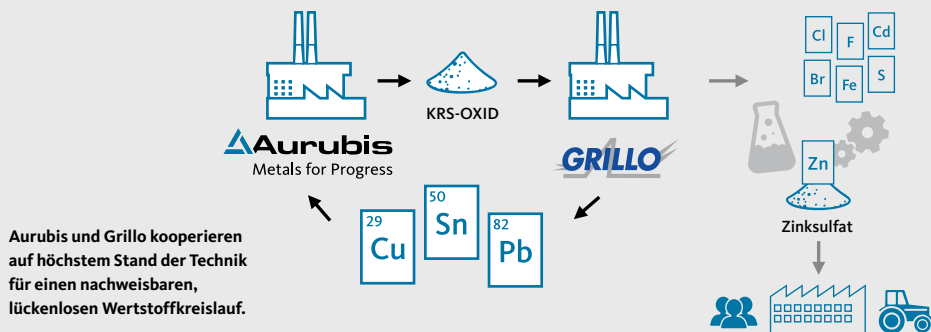 Cl
F
Cd
Br
Fe
S
KRS-OXID
Aurubis
Metals for Progress
GRILLO
Zn
Zinksulfat
29
Cu
50
Sn
82
Pb
Aurubis und Grillo kooperieren
auf höchstem Stand der Technik
für einen nachweisbaren,
lückenlosen Wertstoffkreislauf.